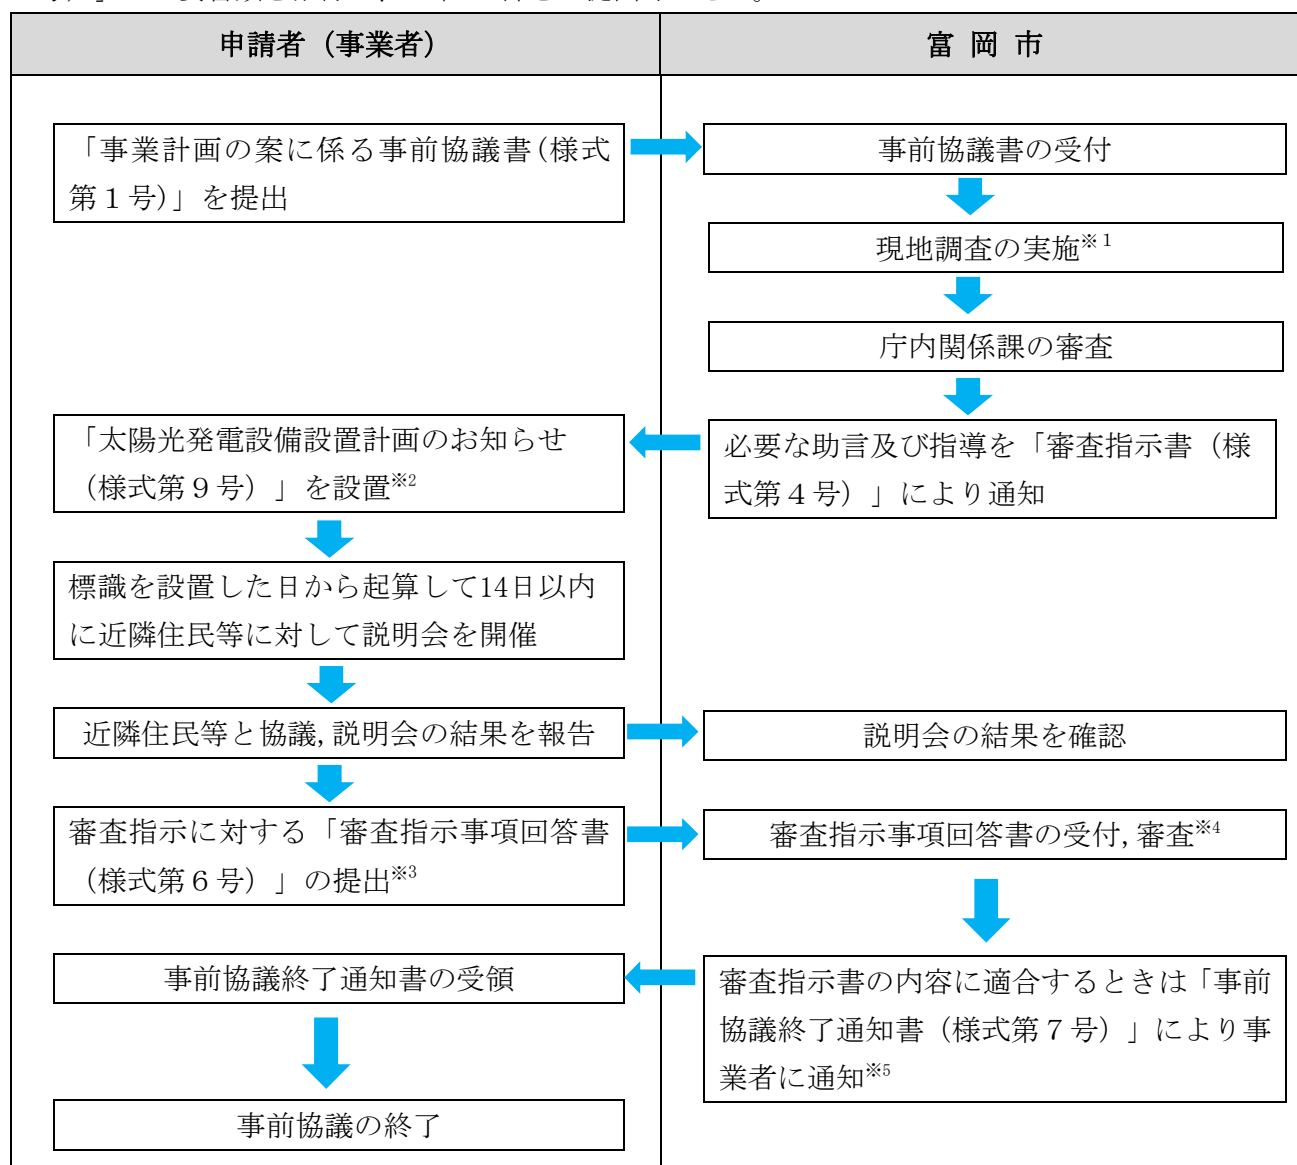 申請者（事業者）
富 岡 市
「事業計画の案に係る事前協議書(様式
第１号)」を提出
事前協議書の受付
現地調査の実施※１
庁内関係課の審査
「太陽光発電設備設置計画のお知らせ
（様式第９号）」を設置※2
必要な助言及び指導を「審査指示書（様
式第４号）」により通知
標識を設置した日から起算して14日以内
に近隣住民等に対して説明会を開催
近隣住民等と協議,説明会の結果を報告
説明会の結果を確認
審査指示に対する「審査指示事項回答書
（様式第６号）」の提出※3
審査指示事項回答書の受付,審査※4
事前協議終了通知書の受領
審査指示書の内容に適合するときは「事前
協議終了通知書（様式第７号）」により事
業者に通知※5
事前協議の終了